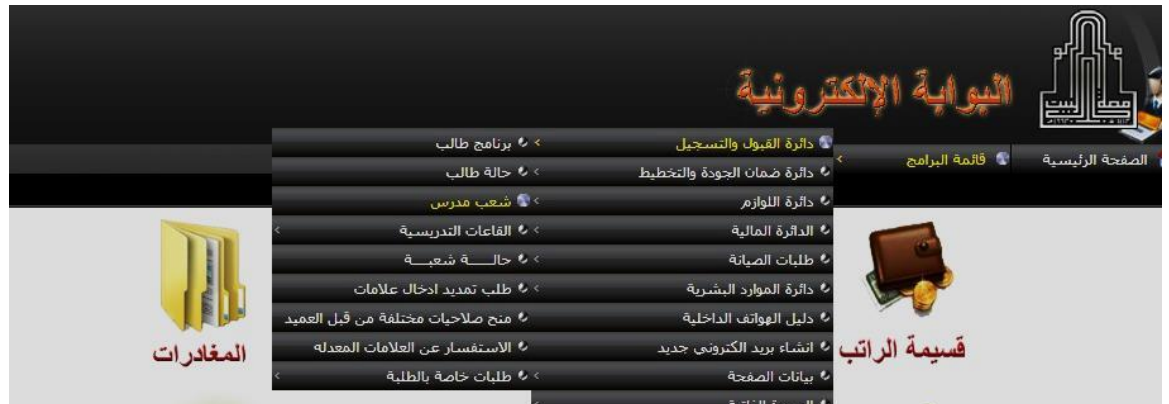 البوابة الإلكترونية
الصفحة الرئيسية
قائمة البرامج
دائرة القبول والتسجيل
دائرة ضمان الجودة والتخطيط
دائرة اللوازم
الدائرة المالية
طلبات الصيانة
دائرة الموارد البشرية
دليل الهواتف الداخلية
انشاء بريد الكتروني جديد
بيانات الصفحة
برنامج طالب
حالة طالب
شعب مدرس
القاعات التدريسية
حالــــة شعبــــة
طلب تمديد ادخال علامات
منح صلاحيات مختلفة من قبل العميد
الاستفسار عن العلامات المعدله
طلبات خاصة بالطلبة
قسيمة الراتب
المغادرات